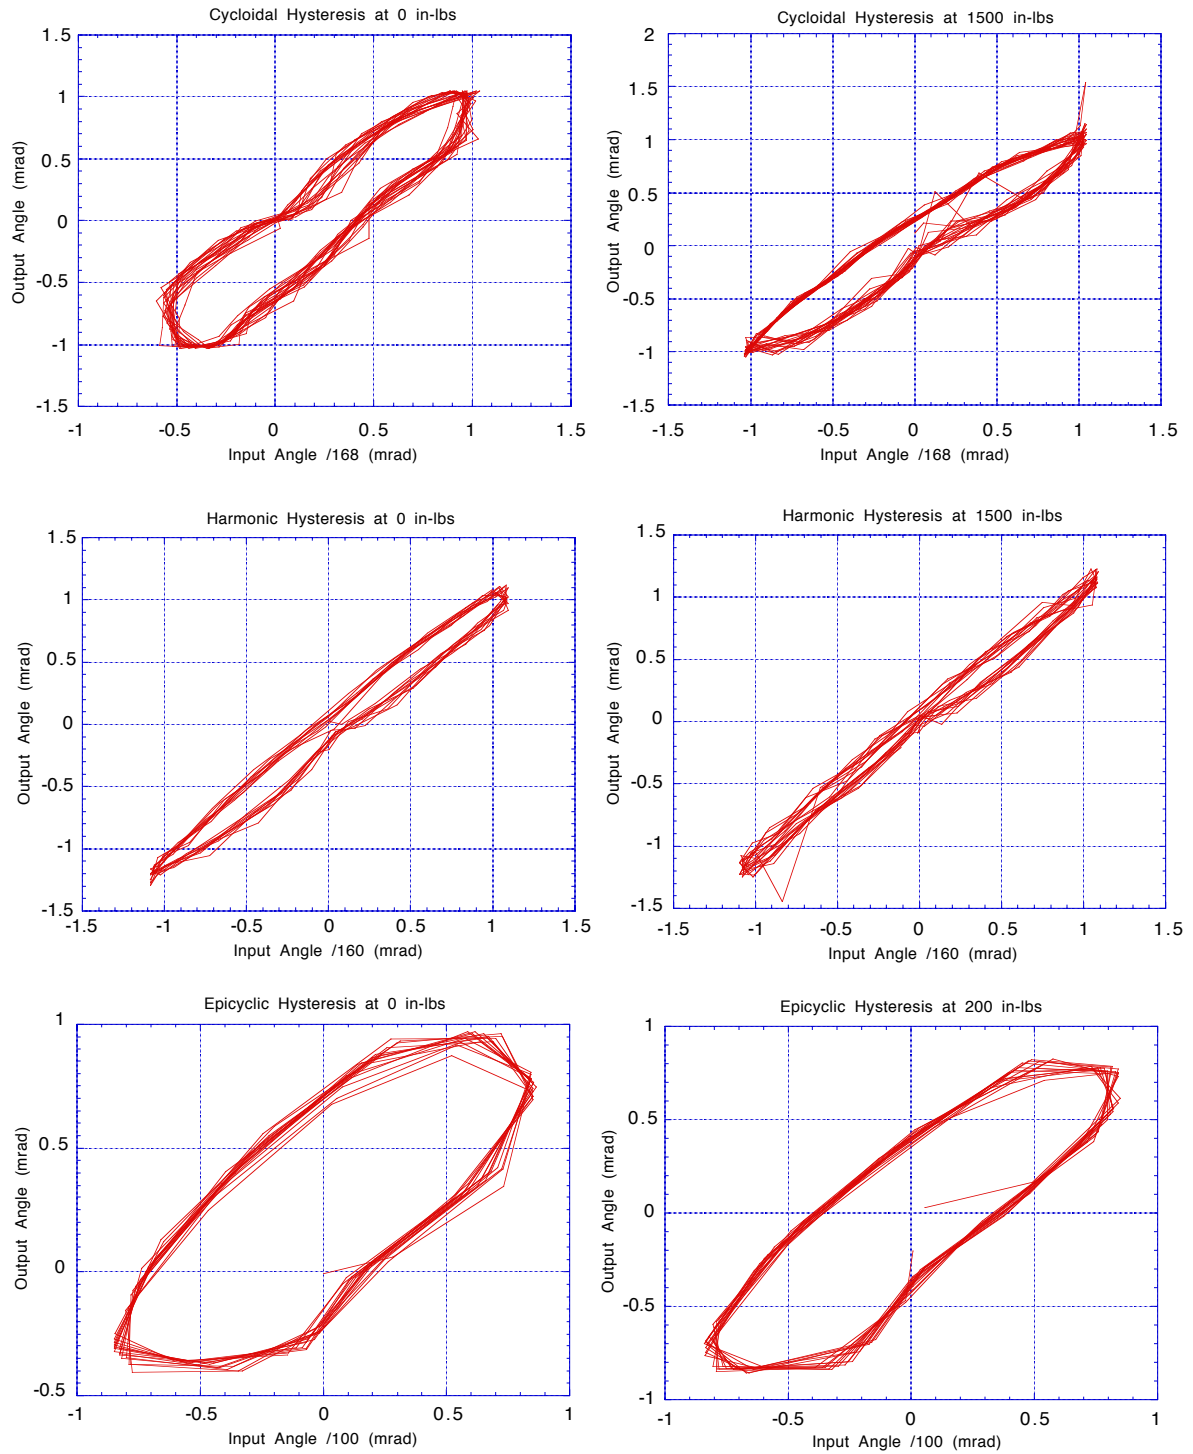 Cycloidal Hysteresis at 0 in-lbs
1.5
1
0.5
0
-0.5
-1
-1.5
Output Angle (mrad)
-1 -0.5 0 0.5 1 1.5
Input Angle /168 (mrad)
Cycloidal Hysteresis at 1500 in-lbs
2
1.5
1
0.5
0
-0.5
-1
-1.5
Output Angle (mrad)
-1.5 -1 -0.5 0 0.5 1 1.5
Input Angle /168 (mrad)
Harmonic Hysteresis at 0 in-lbs
1.5
1
0.5
0
-0.5
-1
-1.5
Output Angle (mrad)
-1.5 -1 -0.5 0 0.5 1 1.5
Input Angle /160 (mrad)
Harmonic Hysteresis at 1500 in-lbs
1.5
1
0.5
0
-0.5
-1
-1.5
Output Angle (mrad)
-1.5 -1 -0.5 0 0.5 1 1.5
Input Angle /160 (mrad)
Epicyclic Hysteresis at 0 in-lbs
1
0.5
0
-0.5
Output Angle (mrad)
-1 -0.5 0 0.5 1
Input Angle /100 (mrad)
Epicyclic Hysteresis at 200 in-lbs
1
0.5
0
-0.5
-1
Output Angle (mrad)
-1 -0.5 0 0.5 1
Input Angle /100 (mrad)